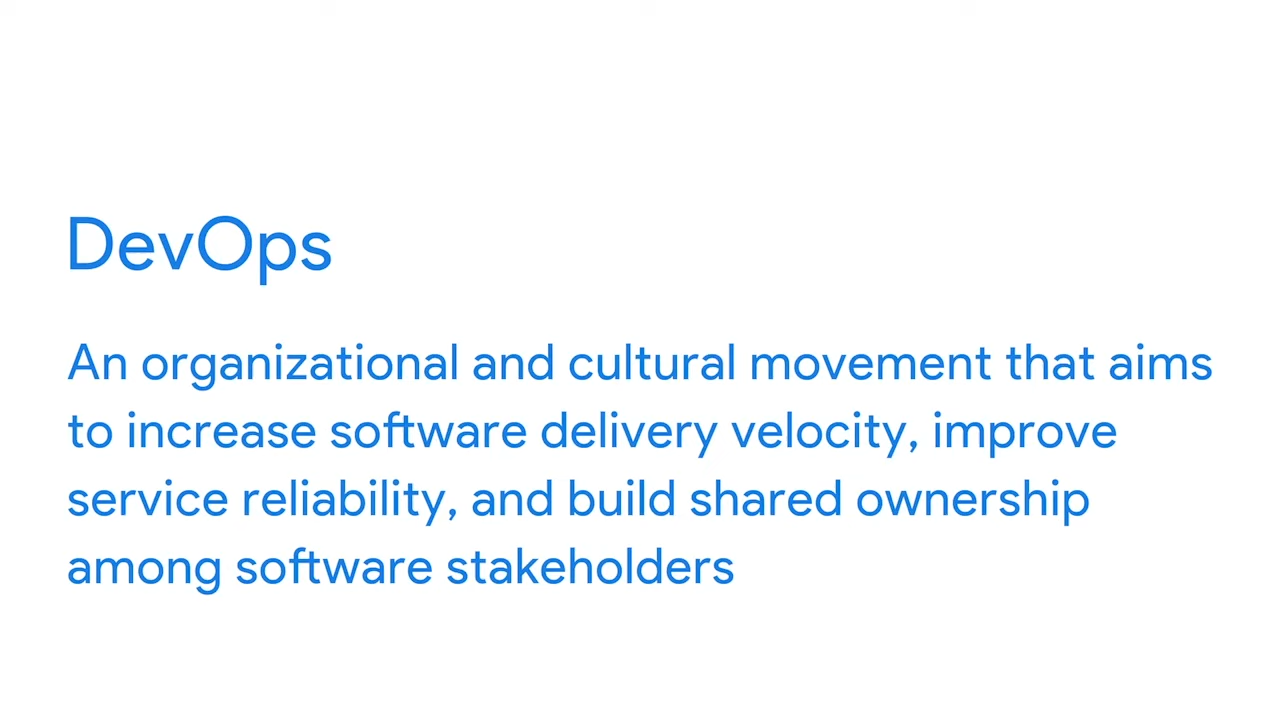 DevOps
An organizational and cultural movement that aims
to increase software delivery velocity, improve
service reliability, and build shared ownership
among software stakeholders